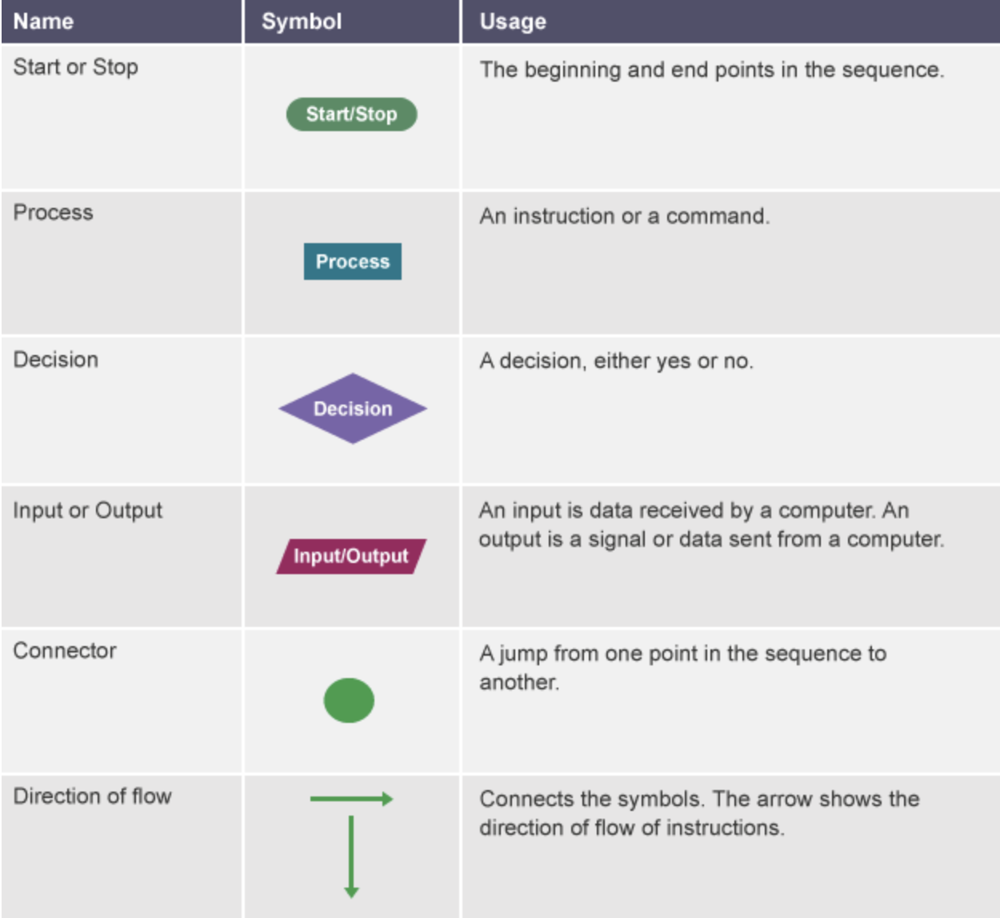 Name Symbol Usage
Start or Stop
The beginning and end points in the sequence.
Start/Stop
Process
An instruction or a command.
Process
Decision
A decision, either yes or no.
Decision
Input or Output
An input is data received by a computer. An
output is a signal or data sent from a computer.
Input/Output
Connector
A jump from one point in the sequence to
another.
Direction of flow
Connects the symbols. The arrow shows the
direction of flow of instructions.